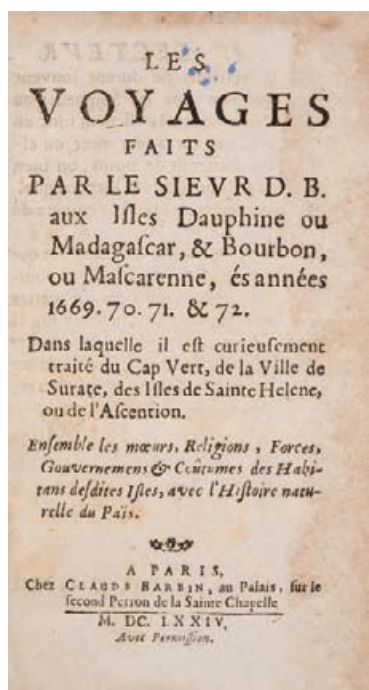 LES
VOYAGES
FAITS
PAR LE SIEVR D. B.
aux Iſles Dauphine ou
Madagaſcar, & Bourbon,
ou Maſcarenne, és années
1669. 70. 71. & 72.
Dans laquelle il eſt curieuſement
traité du Cap Vert, de la Ville de
Surate, des Iſles de Sainte Helene,
ou de l'Aſcention.
Enſemble les mœurs, Religions, Forces,
Gouvernemens & Coûtumes des Habi-
tans deſdites Iſles, avec l'Hiſtoire natu-
relle du Païs.
A PARIS,
Chez CLAUDE BARBIN, au Palais, ſur le
ſecond Perron de la Sainte Chapelle
M. DC. LXXIV,
Avec Permiſſion.